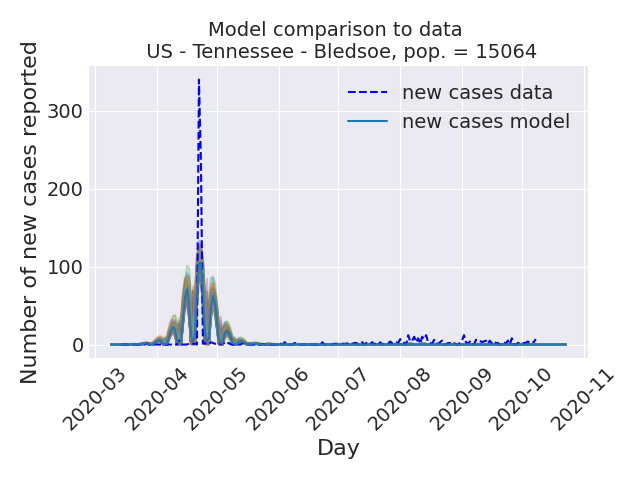 Model comparison to data
US - Tennessee - Bledsoe, pop. = 15064
Number of new cases reported
300
200
100
0
new cases data
new cases model
2020-03
2020-04
2020-05
2020-06
2020-07
2020-08
2020-09
2020-10
2020-11
Day